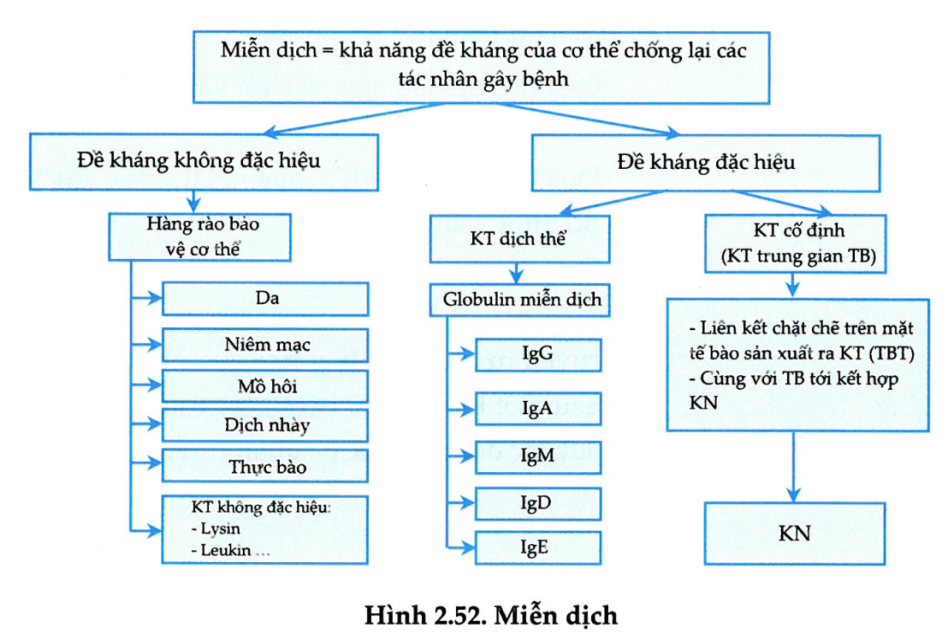 Miễn dịch = khả năng đề kháng của cơ thể chống lại các
tác nhân gây bệnh
Đề kháng không đặc hiệu
Đề kháng đặc hiệu
Hàng rào bảo
vệ cơ thể
KT dịch thể
KT cố định
(KT trung gian TB)
Da
Niêm mạc
Mồ hôi
Dịch nhày
Thực bào
KT không đặc hiệu:
- Lysin
- Leukin ...
Globulin miễn dịch
IgG
IgA
IgM
IgD
IgE
- Liên kết chặt chẽ trên mặt
tế bào sản xuất ra KT (TBT)
- Cùng với TB tới kết hợp
KN
KN
Hình 2.52. Miễn dịch